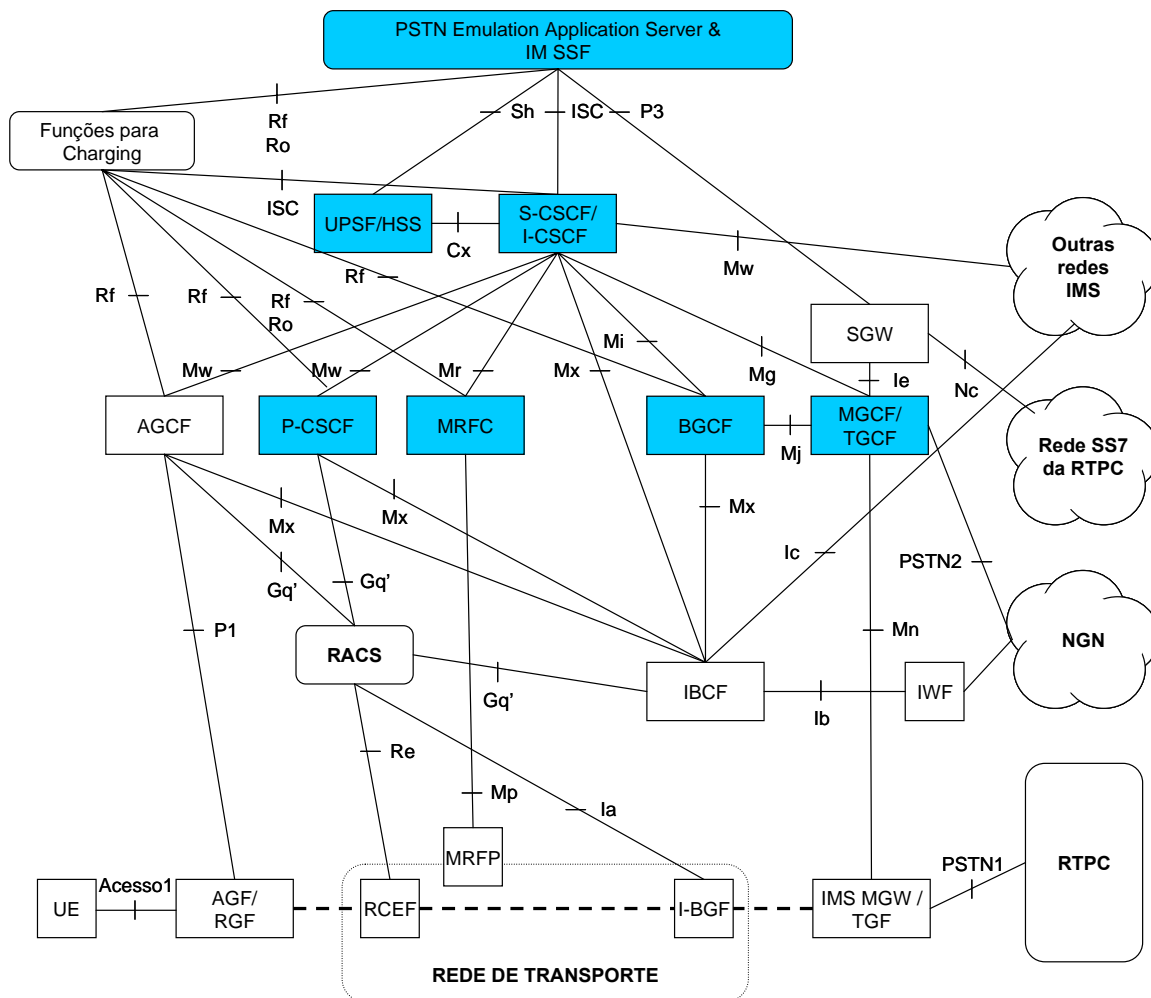 PSTN Emulation Application Server &
IM SSF
Sh
ISC
P3
Rf
Ro
Funções para
Charging
ISC
UPSF/HSS
Cx
S-CSCF/
I-CSCF
Mw
Outras
redes
IMS
Rf
Rf
Rf
Rf
Ro
SGW
Mi
Mw
Mw
Mr
Mx
Mg
Ie
Nc
AGCF
P-CSCF
MRFC
BGCF
Mj
MGCF/
TGCF
Rede SS7
da RTPC
Mx
Mx
Mx
Ic
PSTN2
Gq’
Gq’
P1
Mn
RACS
Gq’
IBCF
Ib
IWF
NGN
Re
Mp
Ia
MRFP
PSTN1
RTPC
UE
Acesso1
AGF/
RGF
RCEF
I-BGF
IMS MGW /
TGF
REDE DE TRANSPORTE